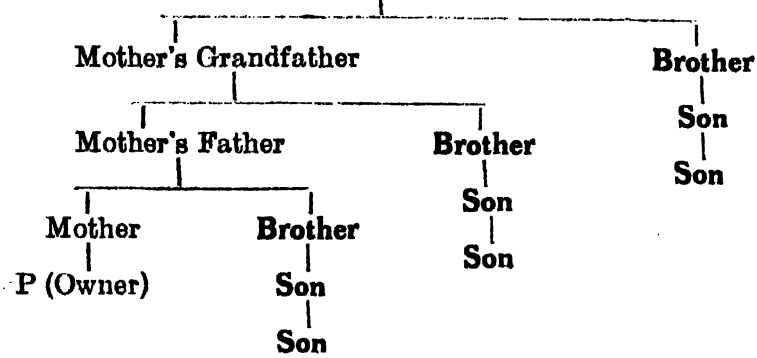 Mother's Grandfather Brother
Son
Mother's Father Brother Son
Son
Mother Brother
Son
P (Owner) Son
Son